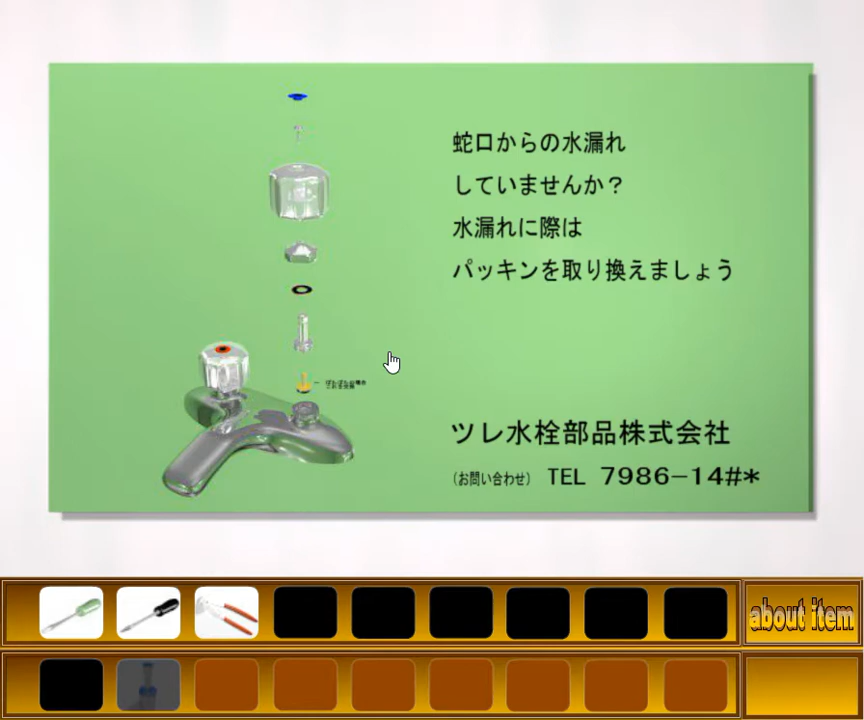 蛇口からの水漏れ
していませんか？
水漏れに際は
パッキンを取り換えましょう
ツレ水栓部品株式会社
（お問い合わせ） TEL 7986-14#*
about item